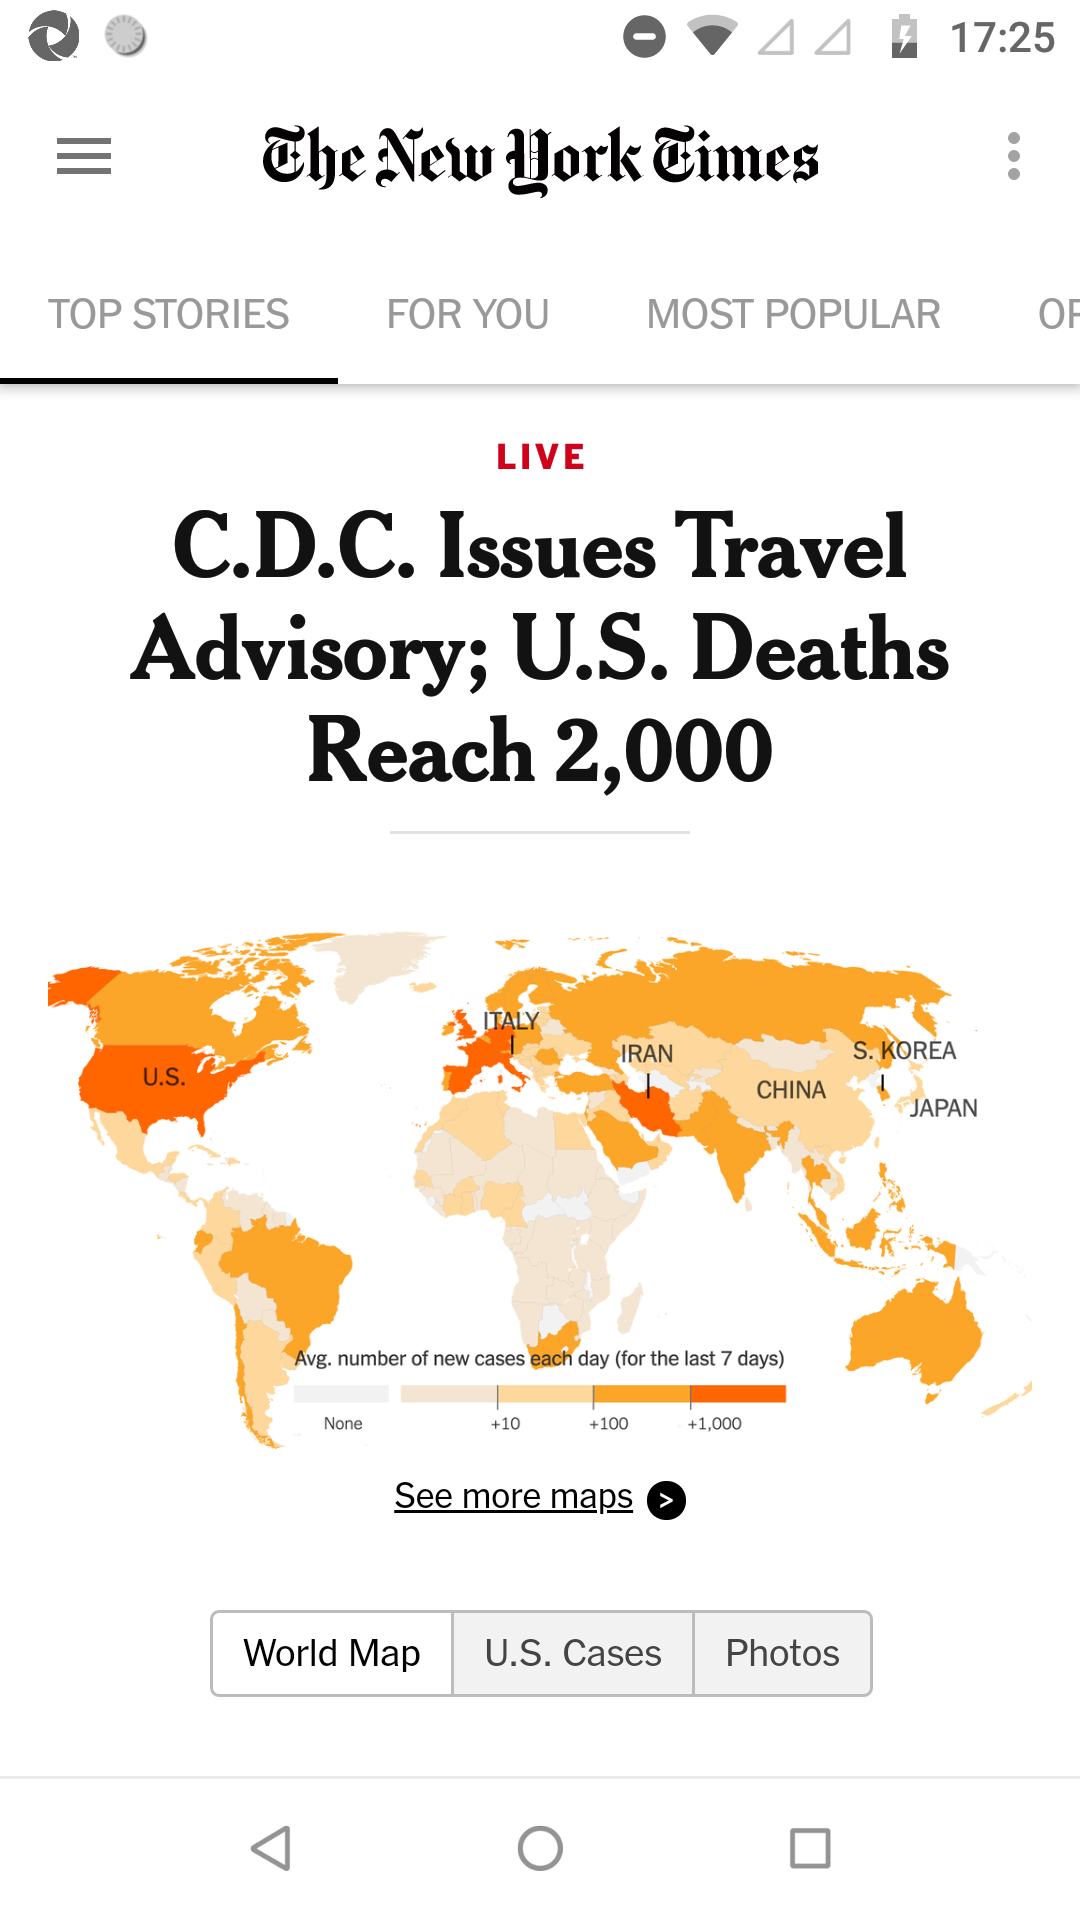 17:25
The New York Times
TOP STORIES FOR YOU MOST POPULAR
LIVE
C.D.C. Issues Travel
Advisory; U.S. Deaths
Reach 2,000
ITALY
IRAN
S. KOREA
U.S.
CHINA
JAPAN
Avg. number of new cases each day (for the last 7 days)
None +10 +100 +1,000
See more maps >
World Map U.S. Cases Photos